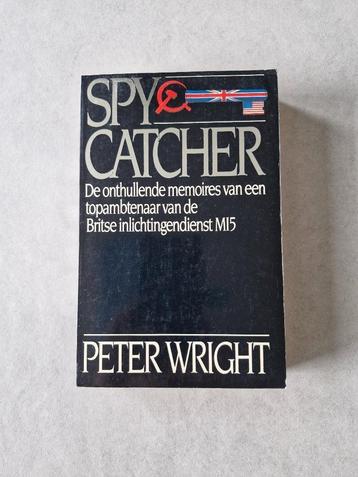 SPY
CATCHER
De onthullende memoires van een
topambtenaar van de
Britse inlichtingendienst MI5
PETER WRIGHT